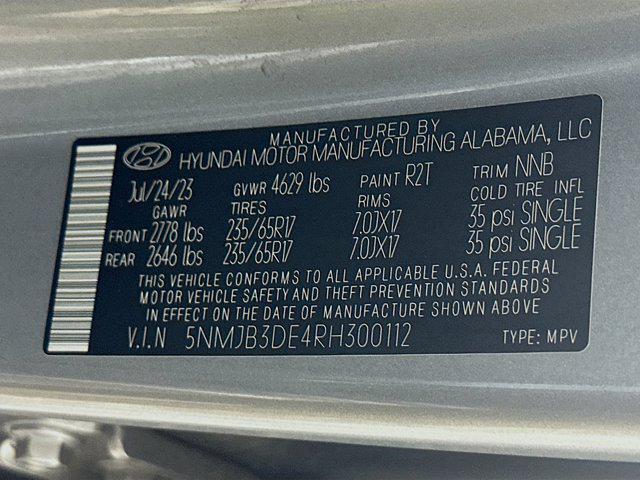 MANUFACTURED BY
HYUNDAI MOTOR MANUFACTURING ALABAMA, LLC
Jul/24/23 GVWR 4629 lbs PAINT R2T TRIM NNB
GAWR TIRES RIMS COLD TIRE INFL
FRONT 2778 lbs 235/65R17 7.0JX17 35 psi SINGLE
REAR 2646 lbs 235/65R17 7.0JX17 35 psi SINGLE
THIS VEHICLE CONFORMS TO ALL APPLICABLE U.S.A. FEDERAL
MOTOR VEHICLE SAFETY AND THEFT PREVENTION STANDARDS
IN EFFECT ON THE DATE OF MANUFACTURE SHOWN ABOVE
V.I.N 5NMJB3DE4RH300112 TYPE: MPV